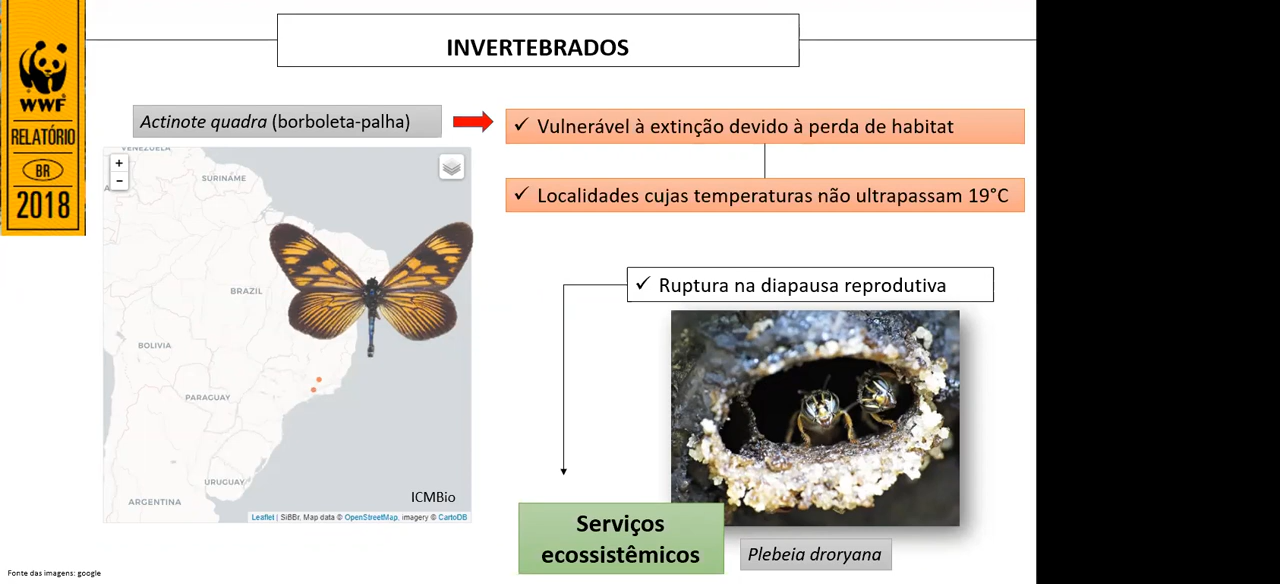 INVERTEBRADOS
WWF
RELATÓRIO
BR
2018
Actinote quadra (borboleta-palha)
✓ Vulnerável à extinção devido à perda de habitat
✓ Localidades cujas temperaturas não ultrapassam 19°C
✓ Ruptura na diapausa reprodutiva
VENEZUELA
+
-
SURINAME
BRAZIL
BOLIVIA
PARAGUAY
URUGUAY
ARGENTINA
ICMBio
Leaflet | SiBBr, Map data © OpenStreetMap, imagery © CartoDB
Serviços
ecossistêmicos
Plebeia droryana
Fonte das imagens: google